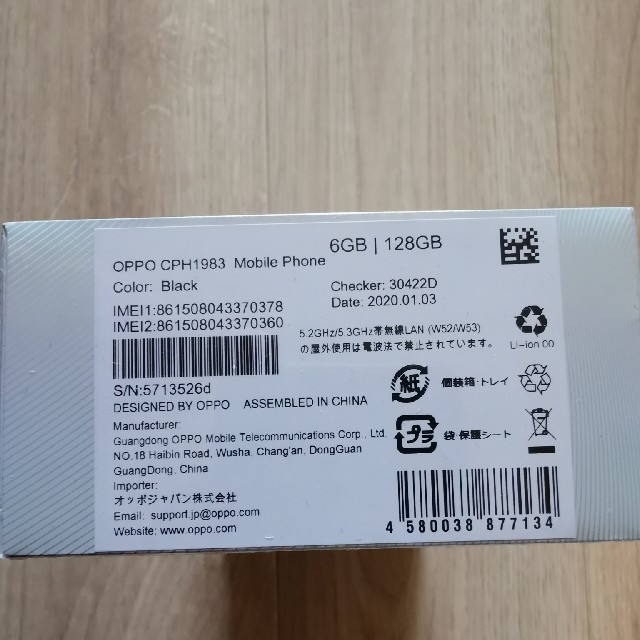 6GB | 128GB
OPPO CPH1983 Mobile Phone
Color: Black
Checker: 30422D
Date: 2020.01.03
IMEI1:861508043370378
IMEI2:861508043370360
5.2GHz/5.3GHz帯無線LAN (W52/W53)
の屋外使用は電波法で禁止されています。
Li-ion 00
S/N:5713526d
DESIGNED BY OPPO ASSEMBLED IN CHINA
紙 個装箱·トレイ
プラ 袋·保護シート
Manufacturer:
Guangdong OPPO Mobile Telecommunications Corp., Ltd.
NO.18 Haibin Road, Wusha, Chang'an, DongGuan
GuangDong, China
Importer:
オッポジャパン株式会社
Email: support.jp@oppo.com
Website: www.oppo.com
4 580038 877134